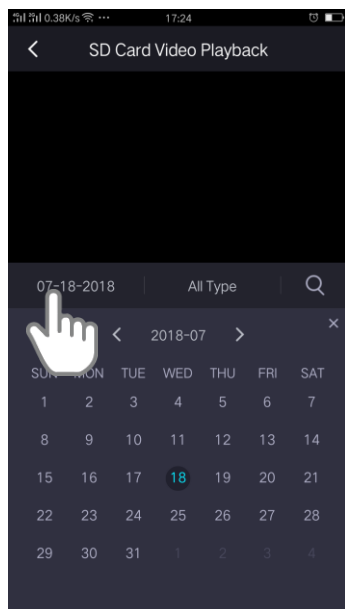 0.38K/s ··· 17:24
SD Card Video Playback
07-18-2018 All Type
< 2018-07 > ×
SUN MON TUE WED THU FRI SAT
1 2 3 4 5 6 7
8 9 10 11 12 13 14
15 16 17 18 19 20 21
22 23 24 25 26 27 28
29 30 31 1 2 3 4